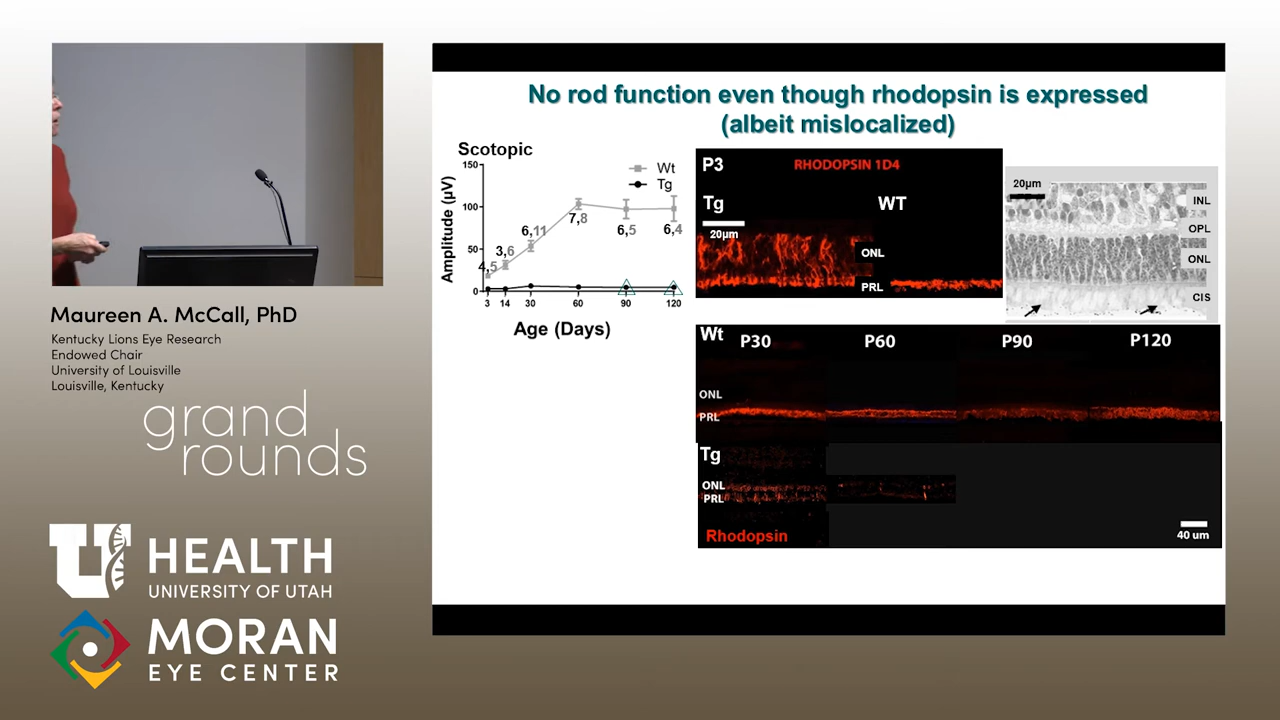 No rod function even though rhodopsin is expressed
(albeit mislocalized)
Scotopic
Wt
Tg
Amplitude (µV)
150
100
50
0
4,5
3,6
6,11
7,8
6,5
6,4
3
14
30
60
90
120
Age (Days)
P3
RHODOPSIN 1D4
Tg
WT
20µm
ONL
PRL
20µm
INL
OPL
ONL
CIS
Wt
P30
P60
P90
P120
ONL
PRL
Tg
ONL
PRL
Rhodopsin
40 um
Maureen A. McCall, PhD
Kentucky Lions Eye Research
Endowed Chair
University of Louisville
Louisville, Kentucky
grand
rounds
U
HEALTH
UNIVERSITY OF UTAH
MORAN
EYE CENTER